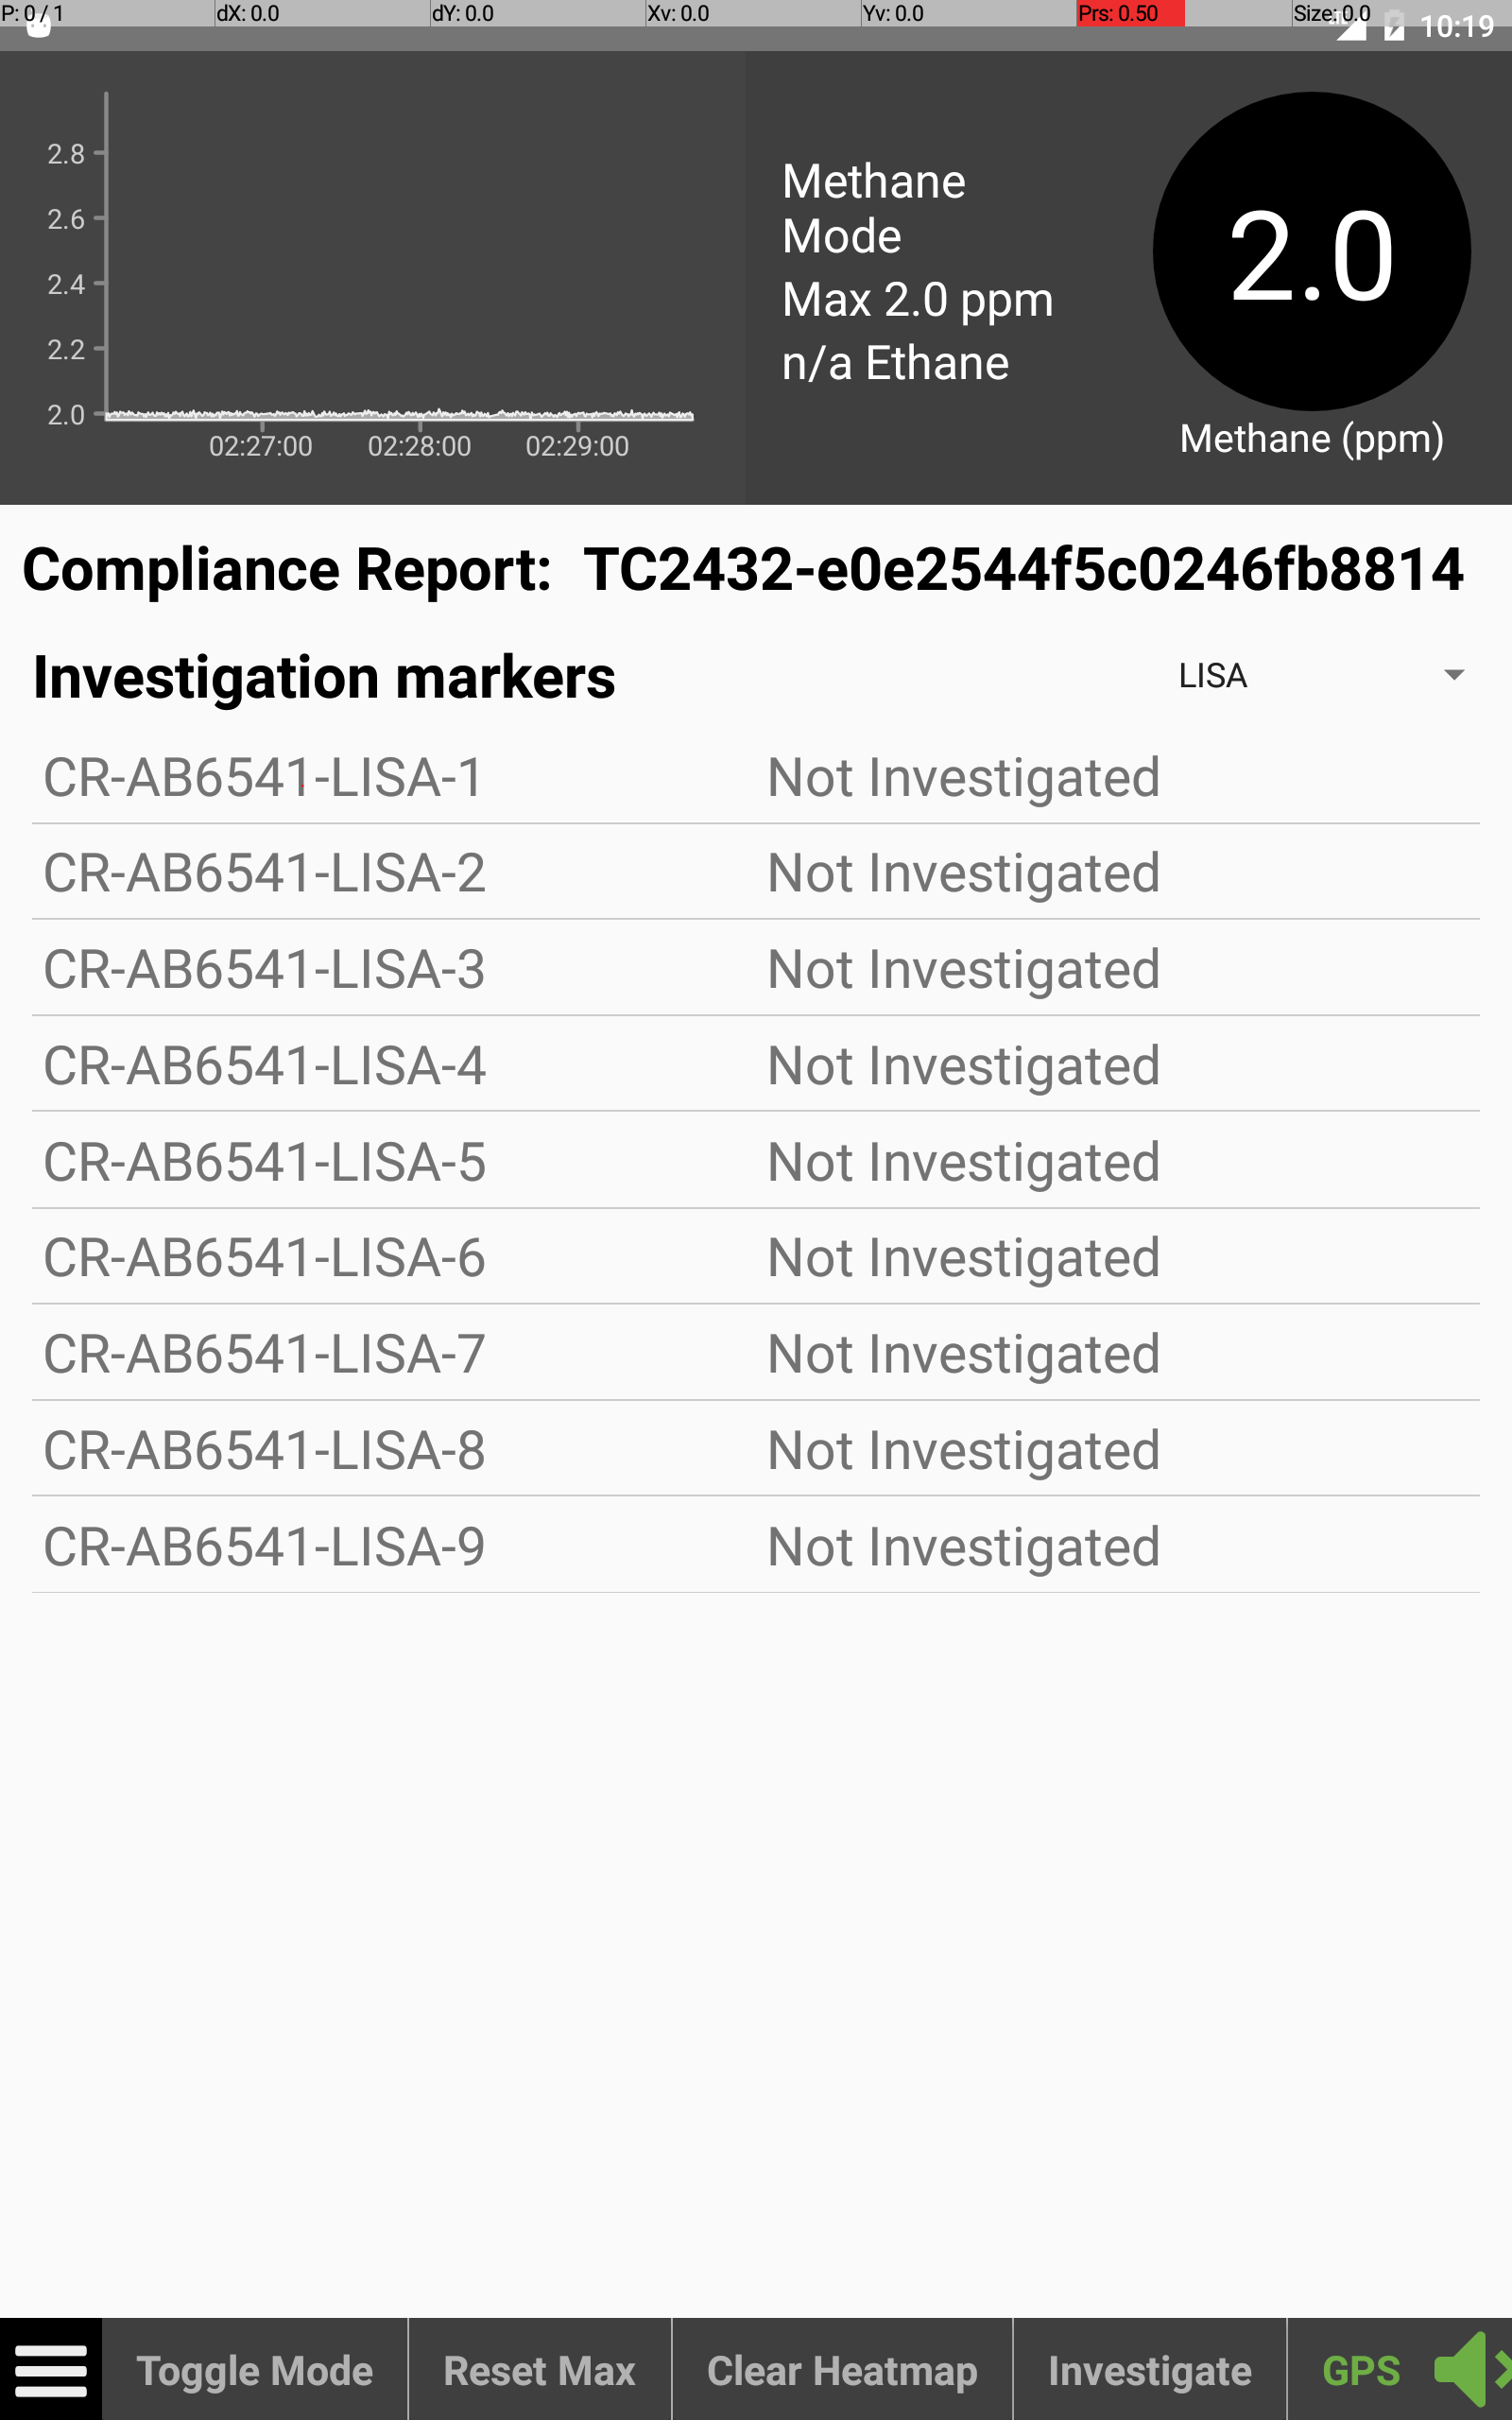 P: 0 / 1 dX: 0.0 dY: 0.0 Xv: 0.0 Yv: 0.0 Prs: 0.50 Size: 0.0
10:19
2.8
2.6
2.4
2.2
2.0
02:27:00 02:28:00 02:29:00
Methane
Mode
Max 2.0 ppm
n/a Ethane
2.0
Methane (ppm)
Compliance Report: TC2432-e0e2544f5c0246fb8814
Investigation markers LISA
CR-AB6541-LISA-1 Not Investigated
CR-AB6541-LISA-2 Not Investigated
CR-AB6541-LISA-3 Not Investigated
CR-AB6541-LISA-4 Not Investigated
CR-AB6541-LISA-5 Not Investigated
CR-AB6541-LISA-6 Not Investigated
CR-AB6541-LISA-7 Not Investigated
CR-AB6541-LISA-8 Not Investigated
CR-AB6541-LISA-9 Not Investigated
Toggle Mode Reset Max Clear Heatmap Investigate GPS